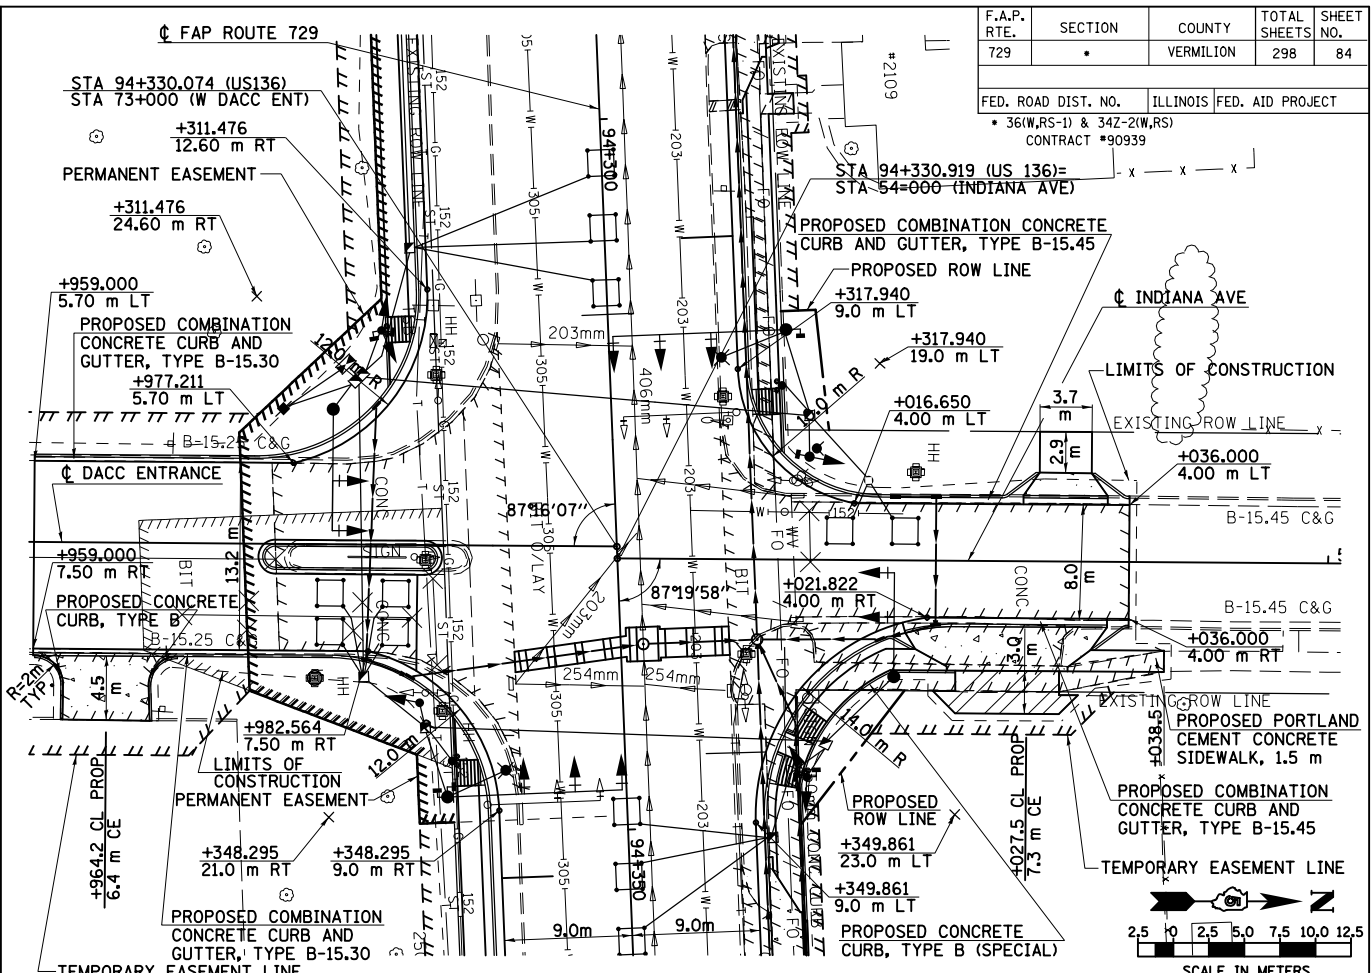 F.A.P. RTE.
SECTION
COUNTY
TOTAL SHEETS
SHEET NO.
729
*
VERMILION
298
84
FED. ROAD DIST. NO.
ILLINOIS
FED. AID PROJECT
* 36(W,RS-1) & 34Z-2(W,RS)
CONTRACT #90939
℄ FAP ROUTE 729
STA 94+330.074 (US136)
STA 73+000 (W DACC ENT)
+311.476
12.60 m RT
PERMANENT EASEMENT
+311.476
24.60 m RT
+959.000
5.70 m LT
PROPOSED COMBINATION
CONCRETE CURB AND
GUTTER, TYPE B-15.30
+977.211
5.70 m LT
B-15.25 C&G
℄ DACC ENTRANCE
+959.000
7.50 m RT
PROPOSED CONCRETE
CURB, TYPE B
B-15.25 C&G
R=2m
TYP.
4.5
m
13.2 m
BIT
SIGN
CONC
CONC
+982.564
7.50 m RT
LIMITS OF
CONSTRUCTION
PERMANENT EASEMENT
12.0 m
+964.2 CL PROP
6.4 m CE
+348.295
21.0 m RT
+348.295
9.0 m RT
PROPOSED COMBINATION
CONCRETE CURB AND
GUTTER, TYPE B-15.30
TEMPORARY EASEMENT LINE
EXISTING ROW LINE
94+300
94+350
#2109
203mm
406mm
203mm
254mm
254mm
87°16'07"
87°19'58"
O/LAY
BIT
HH
HH
HH
9.0m
9.0m
STA 94+330.919 (US 136)=
STA 54=000 (INDIANA AVE)
PROPOSED COMBINATION CONCRETE
CURB AND GUTTER, TYPE B-15.45
PROPOSED ROW LINE
+317.940
9.0 m LT
+317.940
19.0 m LT
+016.650
4.00 m LT
℄ INDIANA AVE
LIMITS OF CONSTRUCTION
3.7
m
2.9
m
EXISTING ROW LINE
+036.000
4.00 m LT
B-15.45 C&G
8.0
m
CONC
WV
FO
+021.822
4.00 m RT
B-15.45 C&G
+036.000
4.00 m RT
3.0
EXISTING ROW LINE
14.0 m R
+038.5
PROPOSED PORTLAND
CEMENT CONCRETE
SIDEWALK, 1.5 m
PROPOSED COMBINATION
CONCRETE CURB AND
GUTTER, TYPE B-15.45
TEMPORARY EASEMENT LINE
PROPOSED
ROW LINE
+349.861
23.0 m LT
+349.861
9.0 m LT
+027.5 CL PROP
7.3 m CE
PROPOSED CONCRETE
CURB, TYPE B (SPECIAL)
N
2.5 0 2.5 5.0 7.5 10.0 12.5
SCALE IN METERS